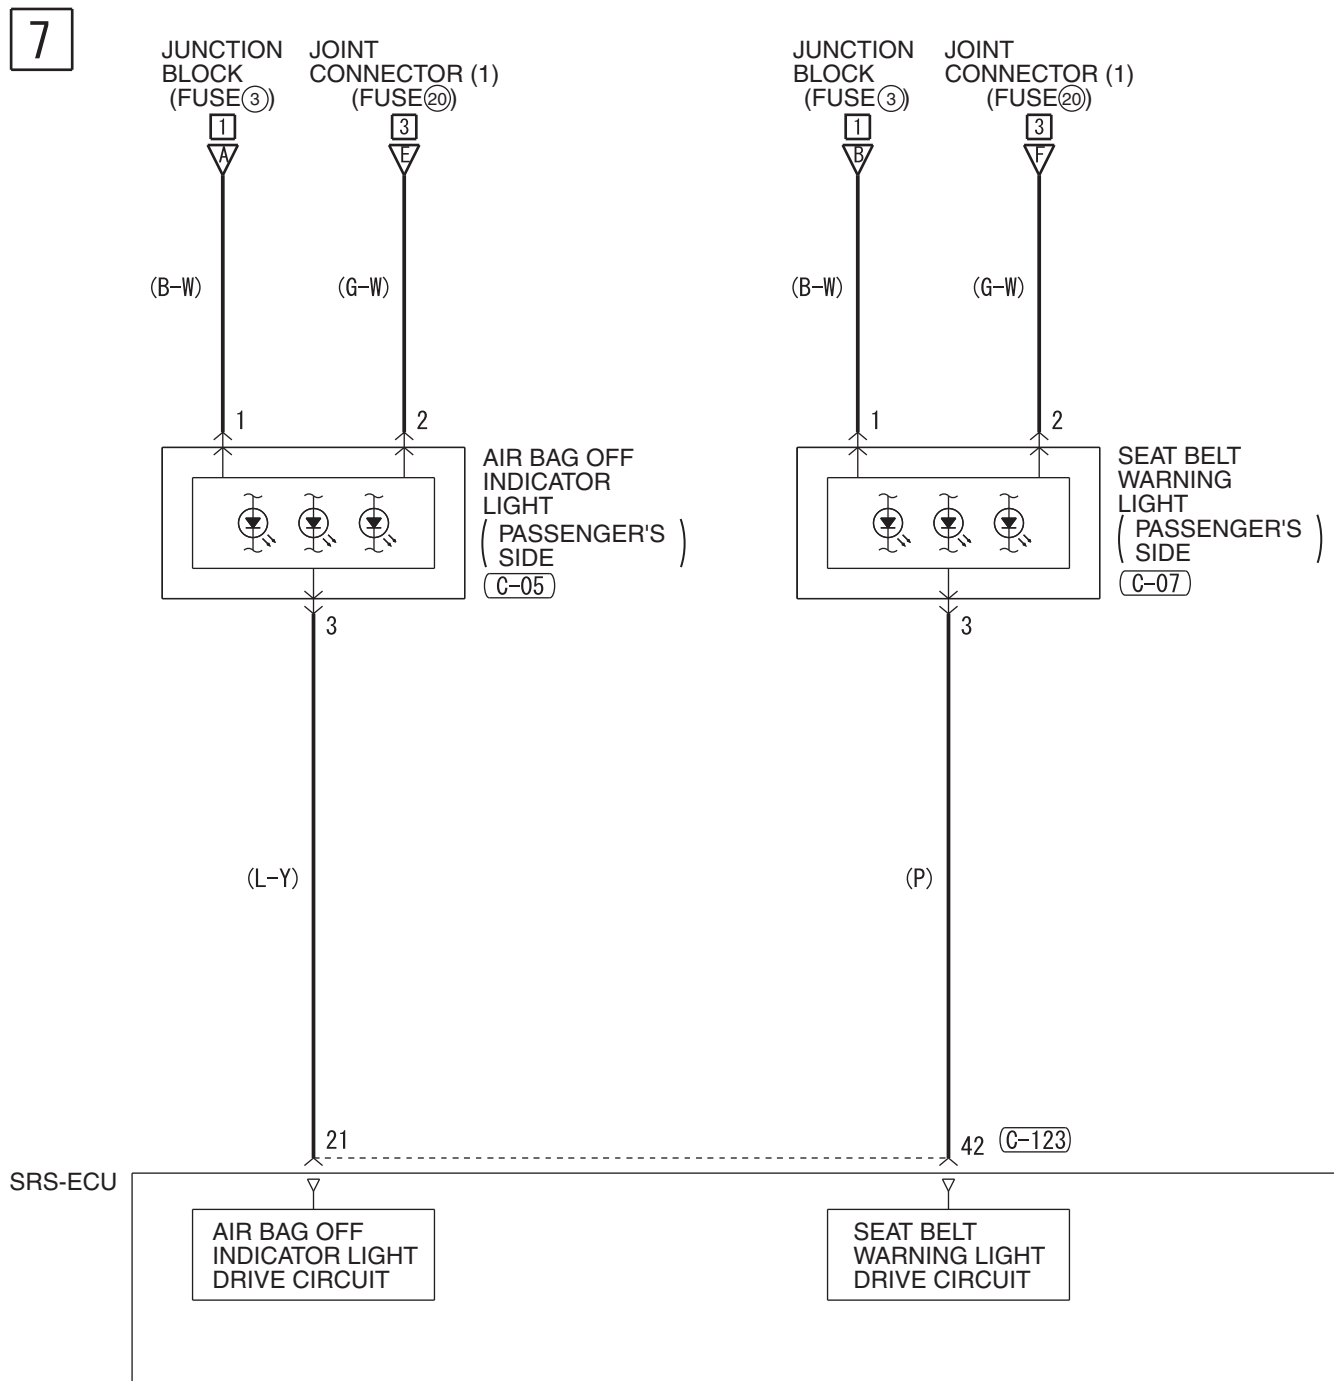 7
JUNCTION
BLOCK
(FUSE③)
JOINT
CONNECTOR (1)
(FUSE⑳)
JUNCTION
BLOCK
(FUSE③)
JOINT
CONNECTOR (1)
(FUSE⑳)
1
3
1
3
A
E
B
F
(B-W)
(G-W)
(B-W)
(G-W)
1
2
1
2
AIR BAG OFF
INDICATOR
LIGHT
(PASSENGER'S
SIDE)
C-05
SEAT BELT
WARNING
LIGHT
(PASSENGER'S
SIDE)
C-07
3
3
(L-Y)
(P)
21
42
C-123
SRS-ECU
AIR BAG OFF
INDICATOR LIGHT
DRIVE CIRCUIT
SEAT BELT
WARNING LIGHT
DRIVE CIRCUIT